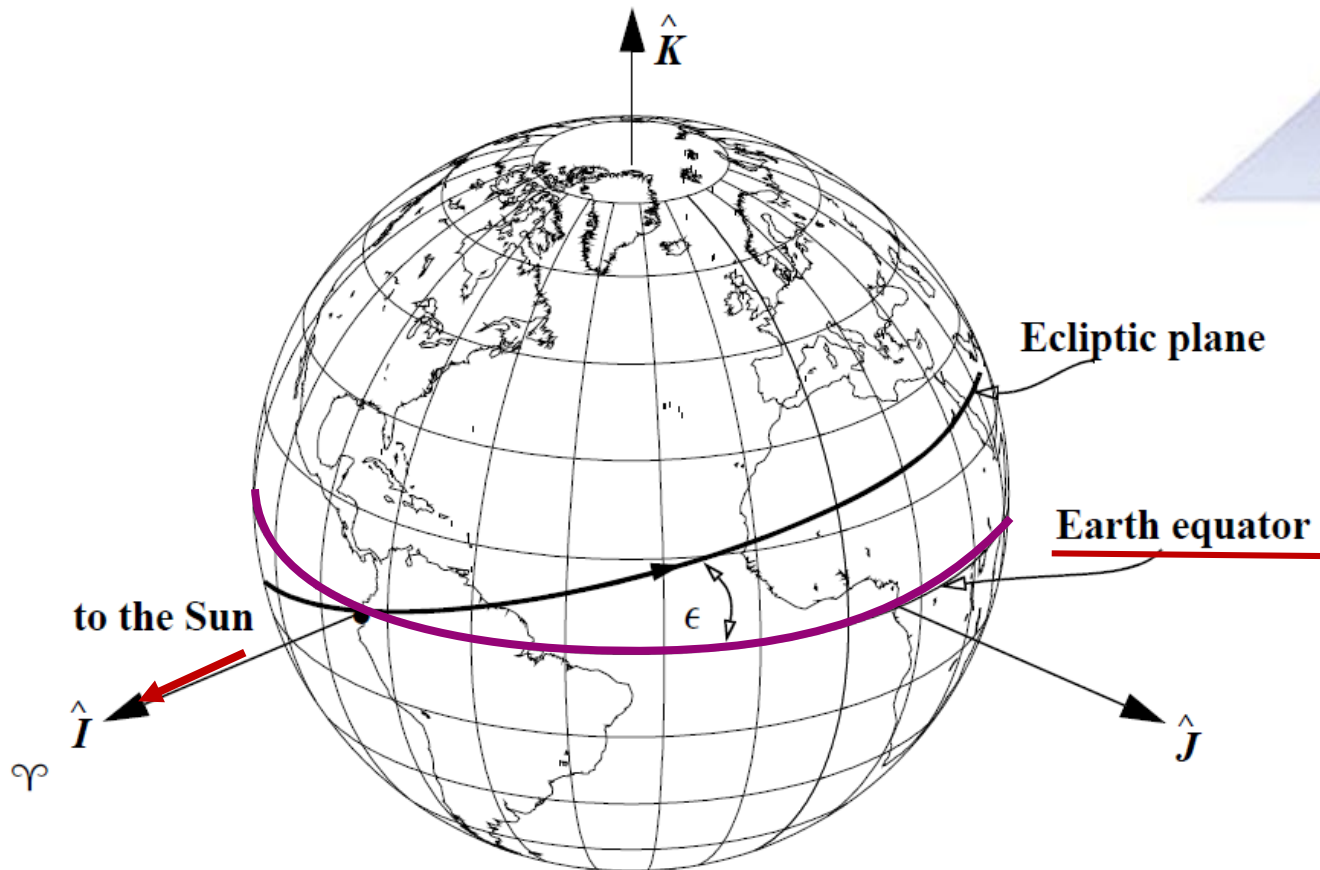 K̂
Ecliptic plane
Earth equator
ϵ
to the Sun
Î
Ĵ
♈